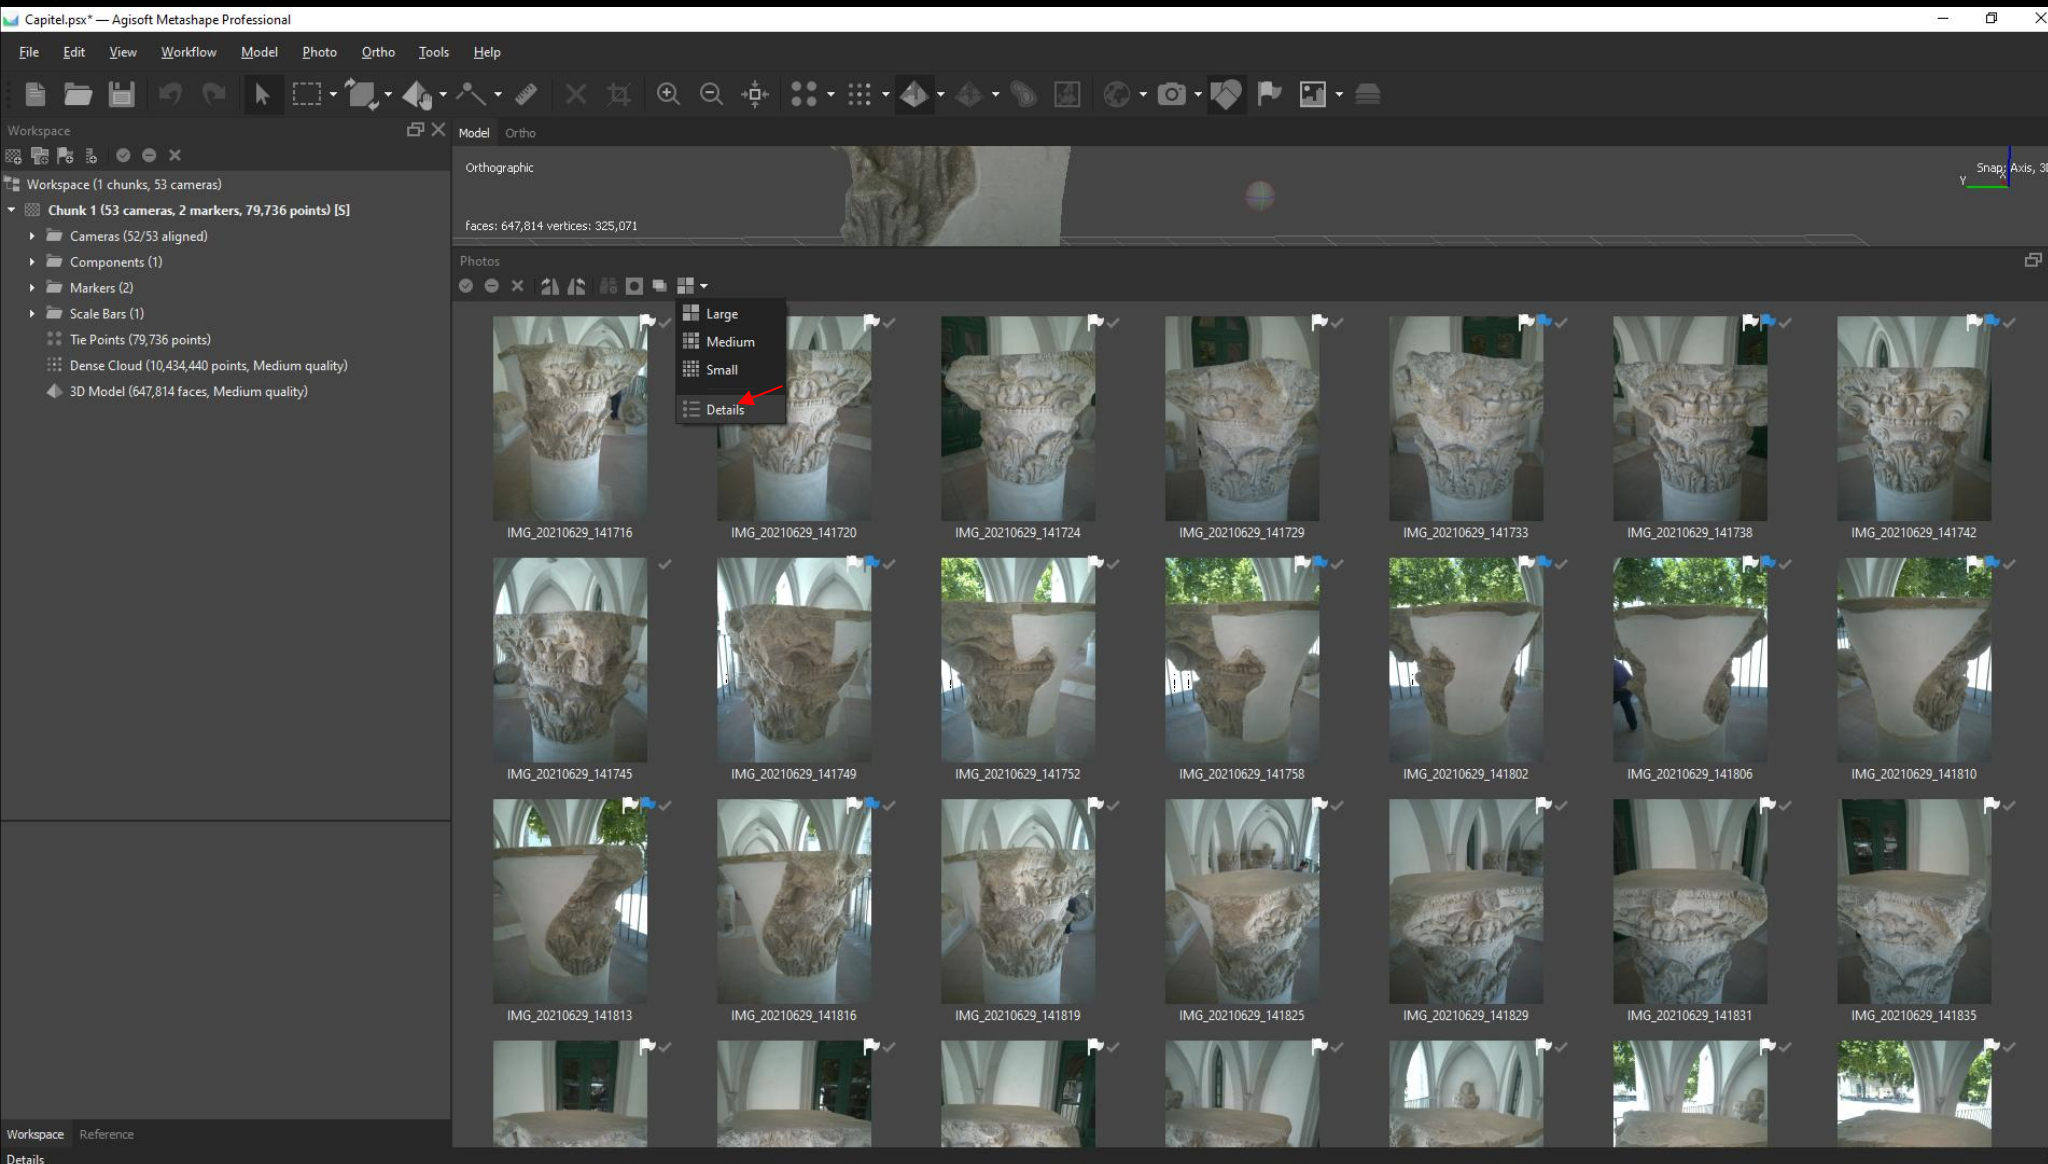 Capitel.psx* — Agisoft Metashape Professional
File Edit View Workflow Model Photo Ortho Tools Help
Workspace
Model Ortho
Workspace (1 chunks, 53 cameras)
Chunk 1 (53 cameras, 2 markers, 79,736 points) [S]
Cameras (52/53 aligned)
Components (1)
Markers (2)
Scale Bars (1)
Tie Points (79,736 points)
Dense Cloud (10,434,440 points, Medium quality)
3D Model (647,814 faces, Medium quality)
Orthographic
Snap: Axis, 3D
Y X
faces: 647,814 vertices: 325,071
Photos
Large
Medium
Small
Details
IMG_20210629_141716 IMG_20210629_141720 IMG_20210629_141724 IMG_20210629_141729 IMG_20210629_141733 IMG_20210629_141738 IMG_20210629_141742
IMG_20210629_141745 IMG_20210629_141749 IMG_20210629_141752 IMG_20210629_141758 IMG_20210629_141802 IMG_20210629_141806 IMG_20210629_141810
IMG_20210629_141813 IMG_20210629_141816 IMG_20210629_141819 IMG_20210629_141825 IMG_20210629_141829 IMG_20210629_141831 IMG_20210629_141835
Workspace Reference
Details